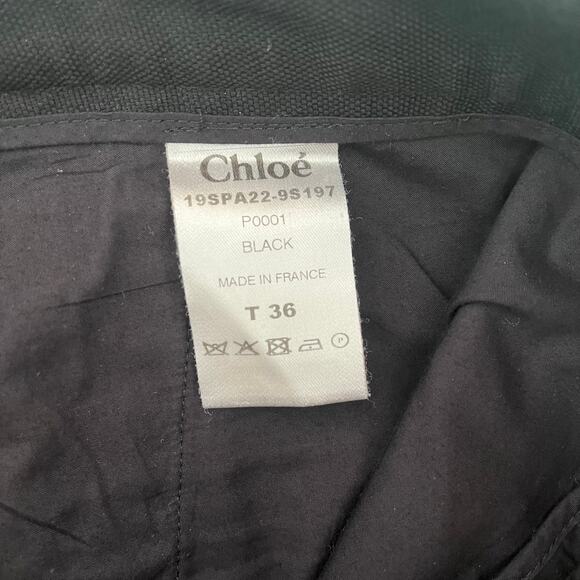 Chloé
19SPA22-9S197
P0001
BLACK
MADE IN FRANCE
T 36
P